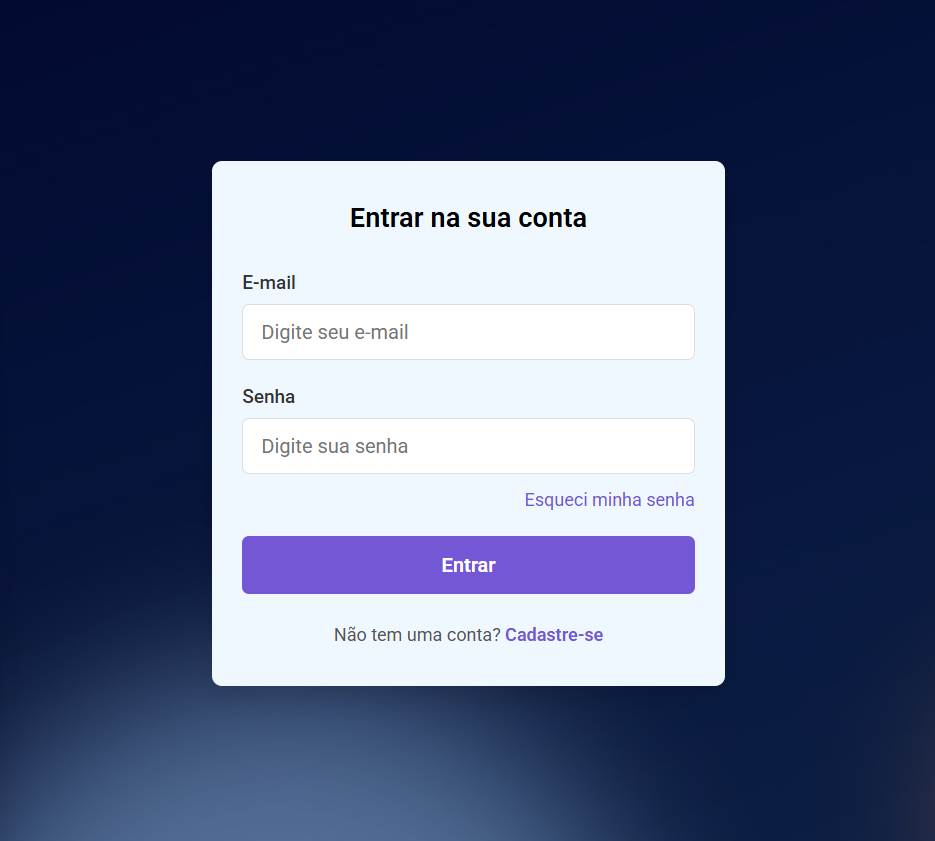 Entrar na sua conta
E-mail
Digite seu e-mail
Senha
Digite sua senha
Esqueci minha senha
Entrar
Não tem uma conta? Cadastre-se